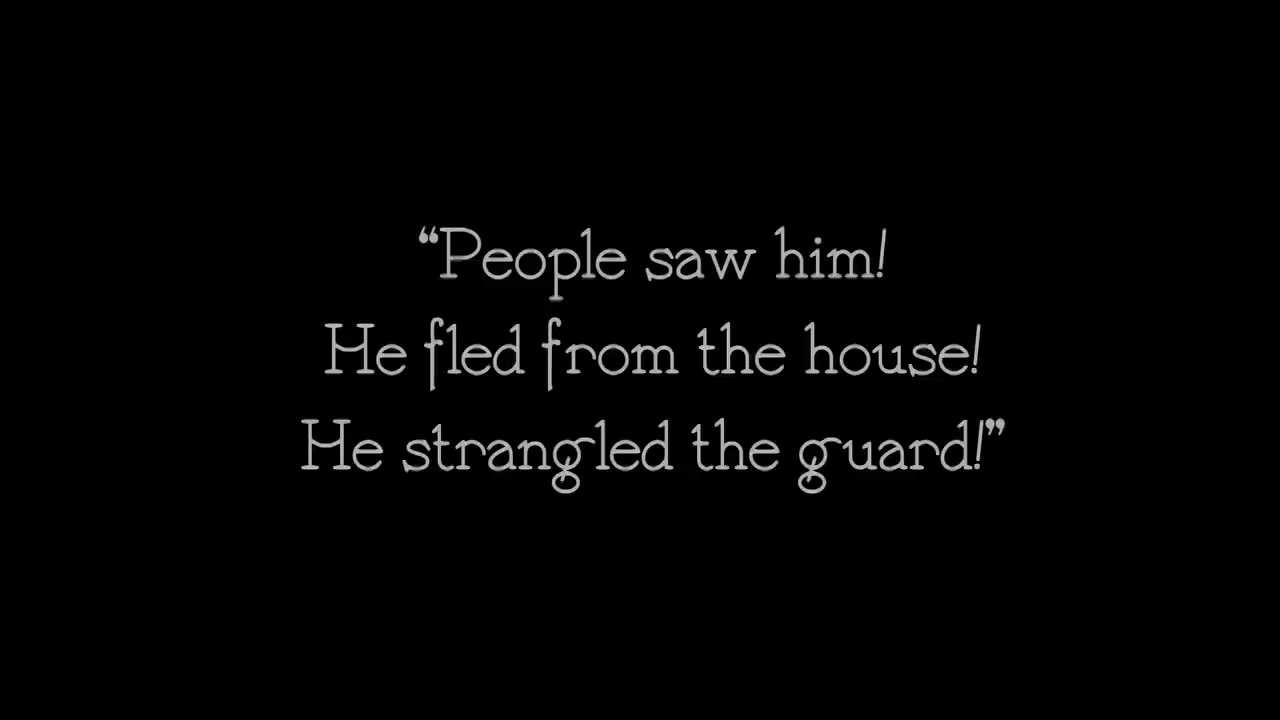 “People saw him!
He fled from the house!
He strangled the guard!”